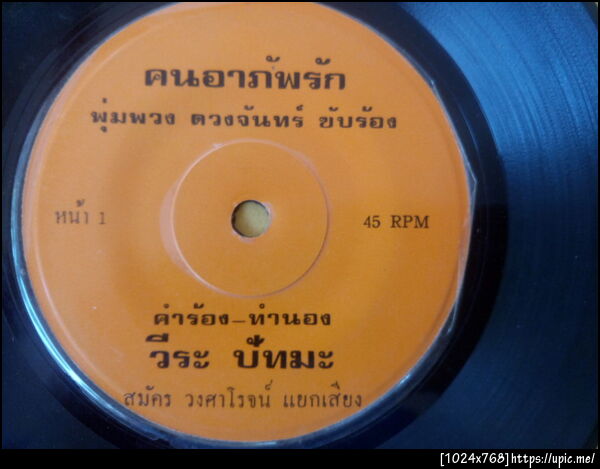 คนอาภัพรัก
พุ่มพวง ดวงจันทร์ ขับร้อง
หน้า 1
45 RPM
คำร้อง-ทำนอง
วีระ ปัทมะ
สมัคร วงศาโรจน์ แยกเสียง
[1024x768]https://upic.me/